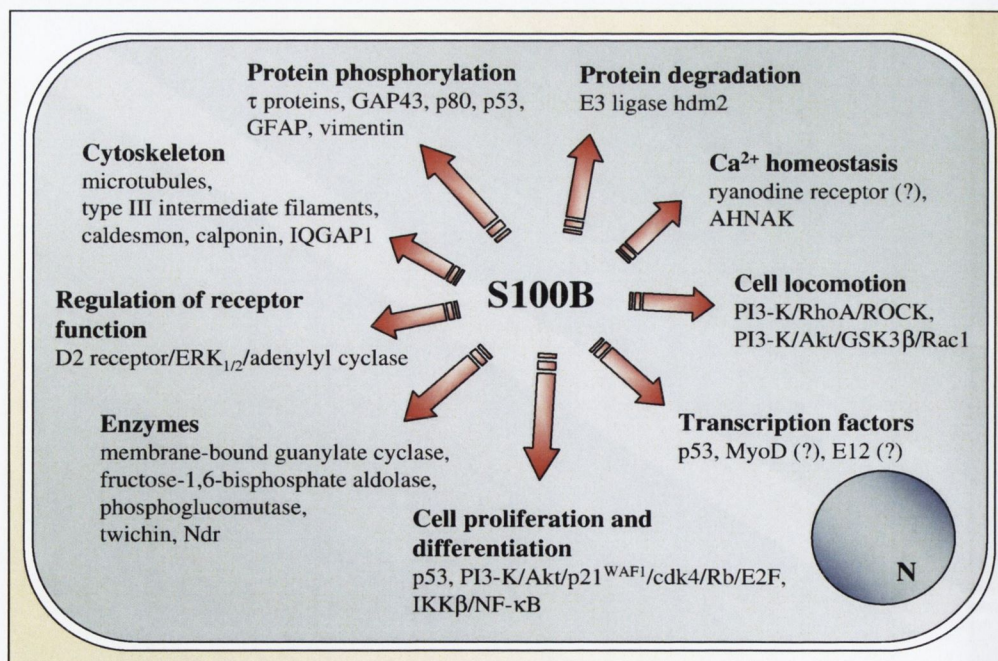 Protein phosphorylation
τ proteins, GAP43, p80, p53,
GFAP, vimentin
Protein degradation
E3 ligase hdm2
Cytoskeleton
microtubules,
type III intermediate filaments,
caldesmon, calponin, IQGAP1
Ca²⁺ homeostasis
ryanodine receptor (?),
AHNAK
S100B
Cell locomotion
PI3-K/RhoA/ROCK,
PI3-K/Akt/GSK3β/Rac1
Regulation of receptor
function
D2 receptor/ERK₁/₂/adenylyl cyclase
Enzymes
membrane-bound guanylate cyclase,
fructose-1,6-bisphosphate aldolase,
phosphoglucomutase,
twichin, Ndr
Transcription factors
p53, MyoD (?), E12 (?)
Cell proliferation and
differentiation
p53, PI3-K/Akt/p21ᵂᴬᶠ¹/cdk4/Rb/E2F,
IKKβ/NF-κB
N